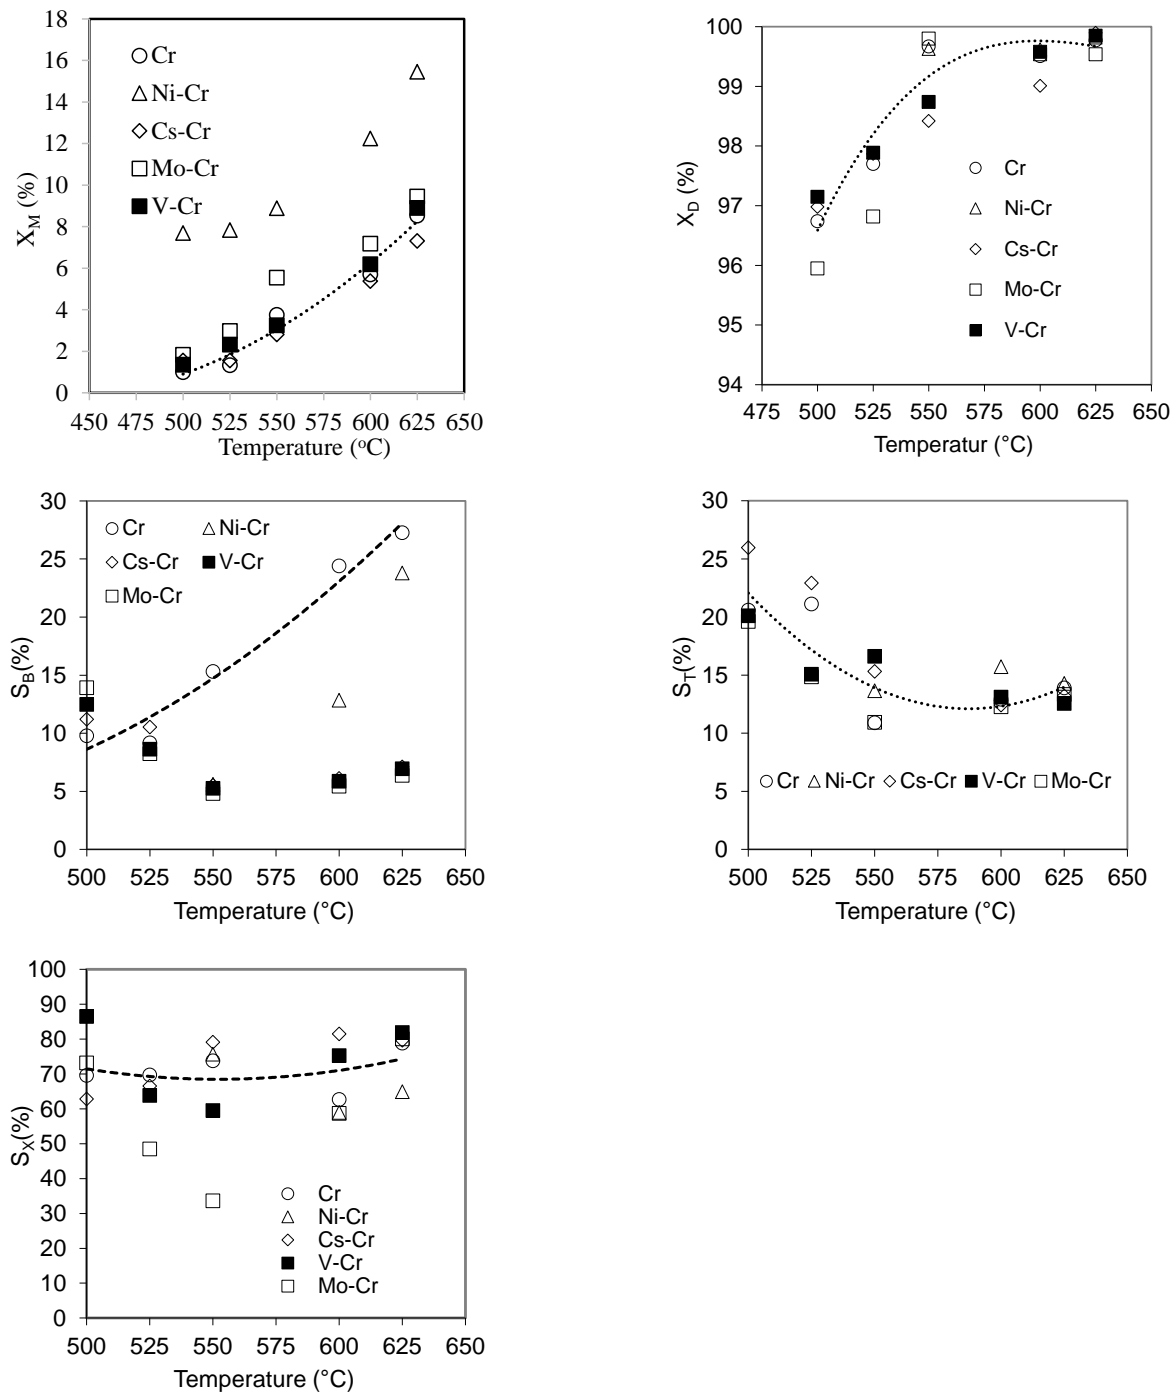 18
16
14
12
10
8
6
4
2
0
X_M (%)
Cr
Ni-Cr
Cs-Cr
Mo-Cr
V-Cr
450 475 500 525 550 575 600 625 650
Temperature (°C)
100
99
98
97
96
95
94
X_D (%)
Cr
Ni-Cr
Cs-Cr
Mo-Cr
V-Cr
475 500 525 550 575 600 625 650
Temperatur (°C)
30
25
20
15
10
5
0
S_B(%)
Cr Ni-Cr
Cs-Cr V-Cr
Mo-Cr
500 525 550 575 600 625 650
Temperature (°C)
30
25
20
15
10
5
0
S_T(%)
Cr Ni-Cr Cs-Cr V-Cr Mo-Cr
500 525 550 575 600 625 650
Temperature (°C)
100
90
80
70
60
50
40
30
20
10
0
S_X(%)
Cr
Ni-Cr
Cs-Cr
V-Cr
Mo-Cr
500 525 550 575 600 625 650
Temperature (°C)